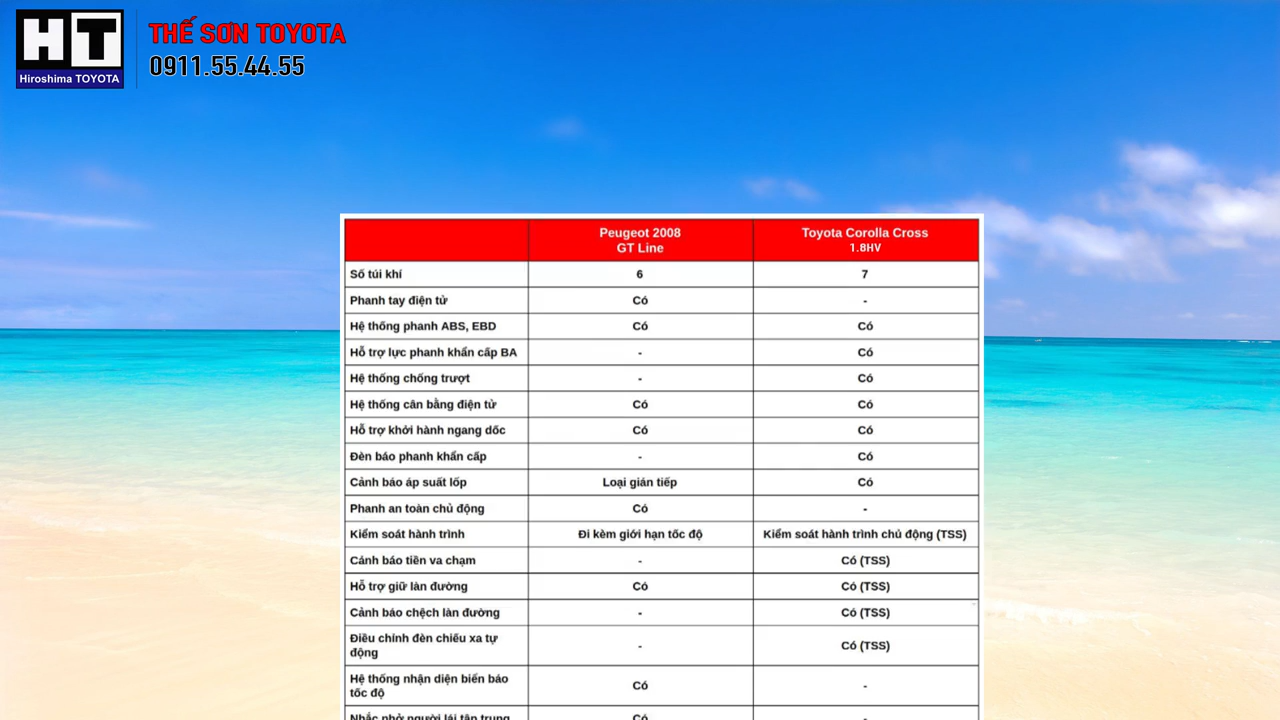 HT
Hiroshima TOYOTA
THẾ SƠN TOYOTA
0911.55.44.55
Peugeot 2008
GT Line
Toyota Corolla Cross
1.8HV
Số túi khí 6 7
Phanh tay điện tử Có -
Hệ thống phanh ABS, EBD Có Có
Hỗ trợ lực phanh khẩn cấp BA - Có
Hệ thống chống trượt - Có
Hệ thống cân bằng điện tử Có Có
Hỗ trợ khởi hành ngang dốc Có Có
Đèn báo phanh khẩn cấp - Có
Cảnh báo áp suất lốp Loại gián tiếp Có
Phanh an toàn chủ động Có -
Kiểm soát hành trình Đi kèm giới hạn tốc độ Kiểm soát hành trình chủ động (TSS)
Cảnh báo tiền va chạm - Có (TSS)
Hỗ trợ giữ làn đường Có Có (TSS)
Cảnh báo chệch làn đường - Có (TSS)
Điều chỉnh đèn chiếu xa tự
động
- Có (TSS)
Hệ thống nhận diện biển báo
tốc độ
Có -
Nhắc nhở người lái tập trung Có -